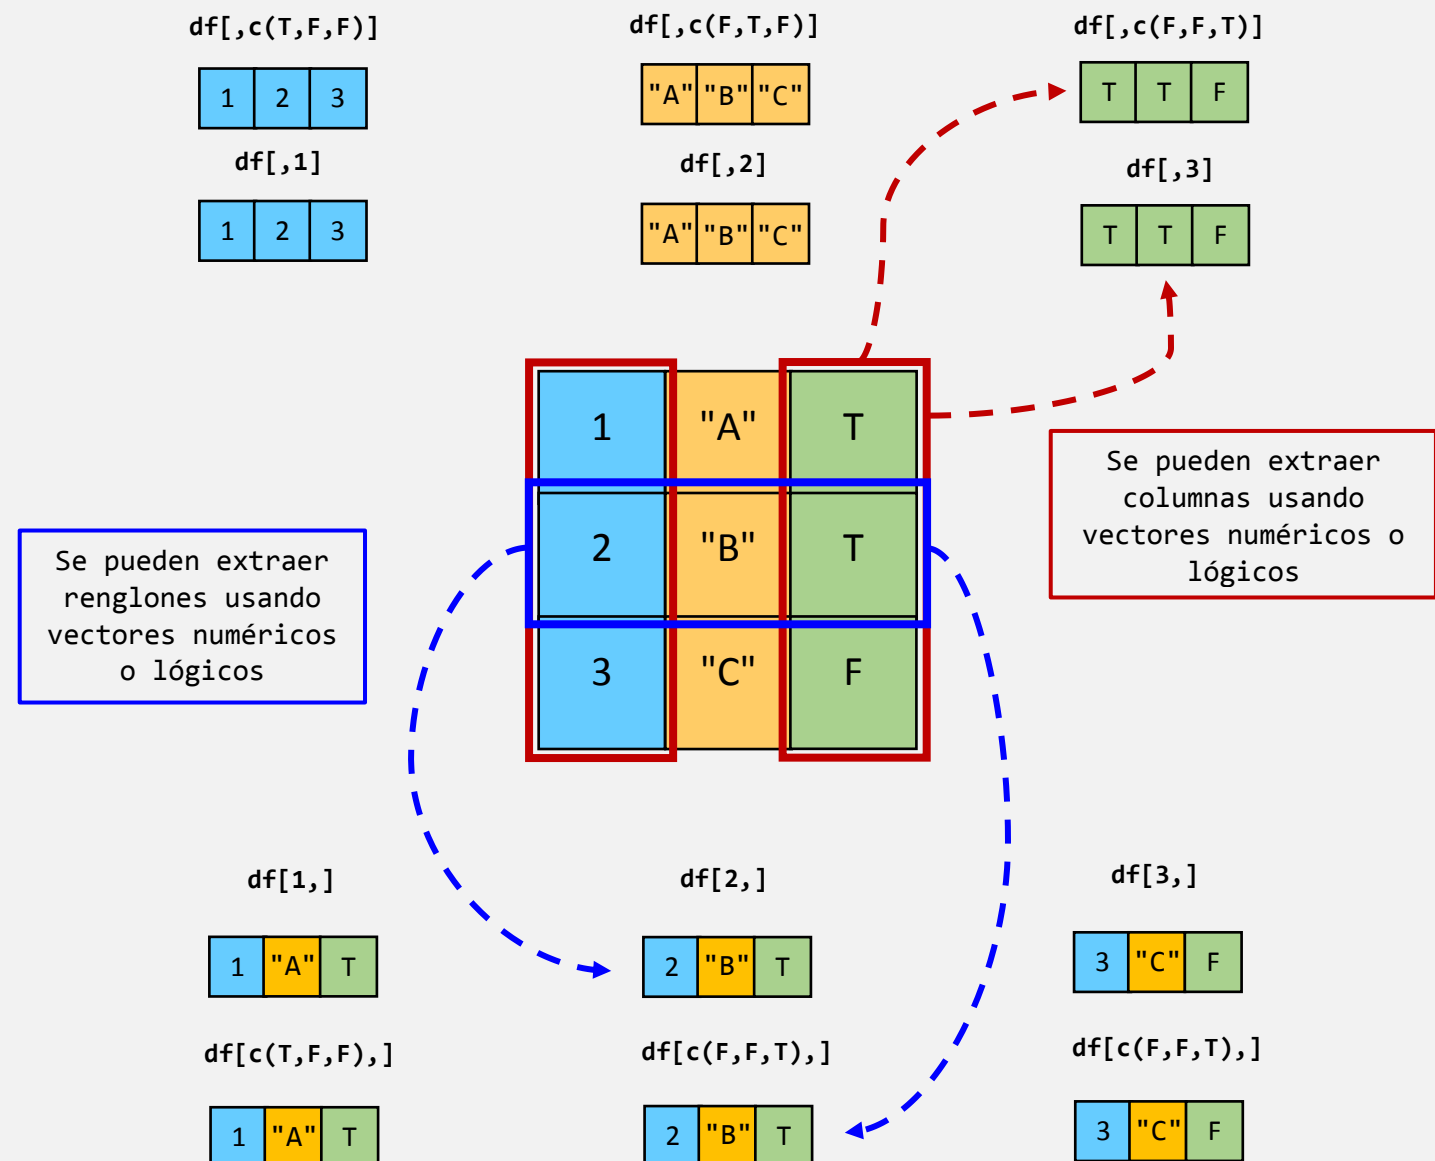 df[,c(T,F,F)]
df[,c(F,T,F)]
df[,c(F,F,T)]
1 2 3
"A" "B" "C"
T T F
df[,1]
df[,2]
df[,3]
1 2 3
"A" "B" "C"
T T F
1 "A" T
2 "B" T
3 "C" F
Se pueden extraer
columnas usando
vectores numéricos o
lógicos
Se pueden extraer
renglones usando
vectores numéricos
o lógicos
df[1,]
df[2,]
df[3,]
1 "A" T
2 "B" T
3 "C" F
df[c(T,F,F),]
df[c(F,F,T),]
df[c(F,F,T),]
1 "A" T
2 "B" T
3 "C" F